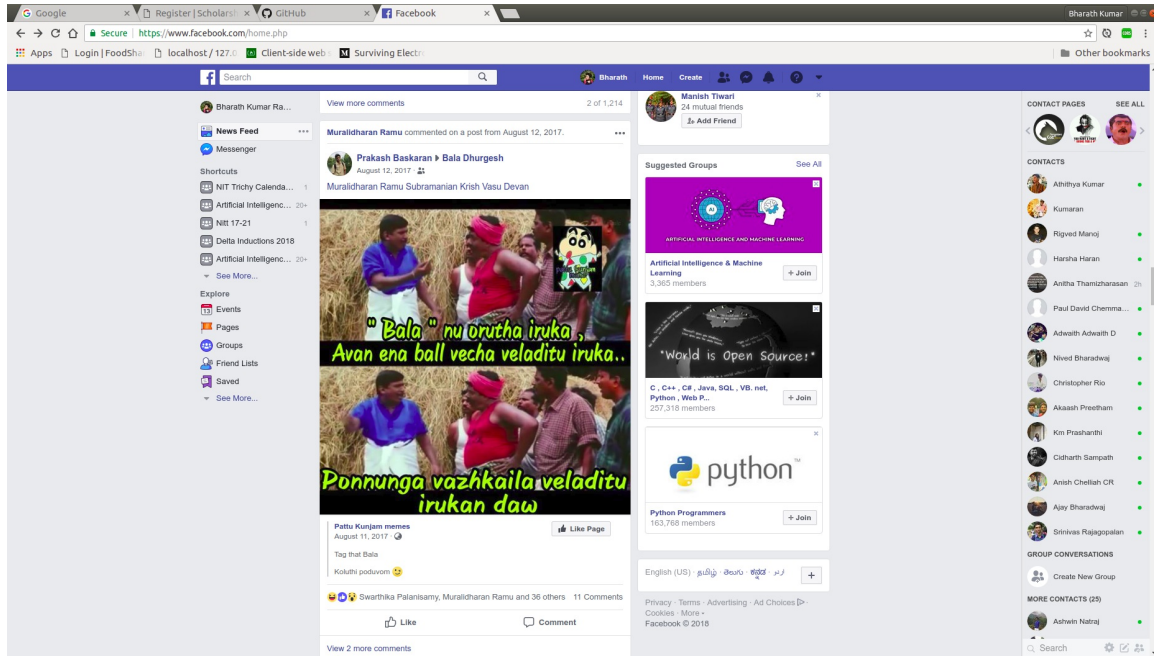 Google
Register | Scholarsh
GitHub
Facebook
Bharath Kumar
Secure
https://www.facebook.com/home.php
Apps
Login | FoodSha
localhost / 127.0
Client-side web
Surviving Electr
Other bookmarks
Search
Bharath
Home
Create
Bharath Kumar Ra...
News Feed
Messenger
Shortcuts
NIT Trichy Calenda... 1
Artificial Intelligenc... 20+
Nitt 17-21 1
Delta Inductions 2018
Artificial Intelligenc... 20+
See More...
Explore
Events
Pages
Groups
Friend Lists
Saved
See More...
View more comments 2 of 1,214
Muralidharan Ramu commented on a post from August 12, 2017.
Prakash Baskaran ▸ Bala Dhurgesh
August 12, 2017 ·
Muralidharan Ramu Subramanian Krish Vasu Devan
" Bala " nu orutha iruka ,
Avan ena ball vecha veladitu iruka..
Ponnunga vazhkaila veladitu
irukan daw
Pattu Kunjam memes
August 11, 2017 ·
Like Page
Tag that Bala
Koluthi poduvom
Swarthika Palanisamy, Muralidharan Ramu and 36 others 11 Comments
Like
Comment
View 2 more comments
Manish Tiwari
24 mutual friends
Add Friend
Suggested Groups See All
AI
ARTIFICIAL INTELLIGENCE AND MACHINE LEARNING
Artificial Intelligence & Machine
Learning
3,365 members
+ Join
"World is Open Source!"
C , C++ , C# , Java, SQL , VB. net,
Python , Web P...
257,318 members
+ Join
python™
Python Programmers
163,768 members
+ Join
English (US) · தமிழ் · తెలుగు · ಕನ್ನಡ · اردو
Privacy · Terms · Advertising · Ad Choices ·
Cookies · More
Facebook © 2018
CONTACT PAGES SEE ALL
CONTACTS
Athithya Kumar
Kumaran
Rigved Manoj
Harsha Haran
Anitha Thamizharasan 2h
Paul David Chemma...
Adwaith Adwaith D
Nived Bharadwaj
Christopher Rio
Akaash Preetham
Km Prashanthi
Cidharth Sampath
Anish Chelliah CR
Ajay Bharadwaj
Srinivas Rajagopalan
GROUP CONVERSATIONS
Create New Group
MORE CONTACTS (25)
Ashwin Natraj
Search